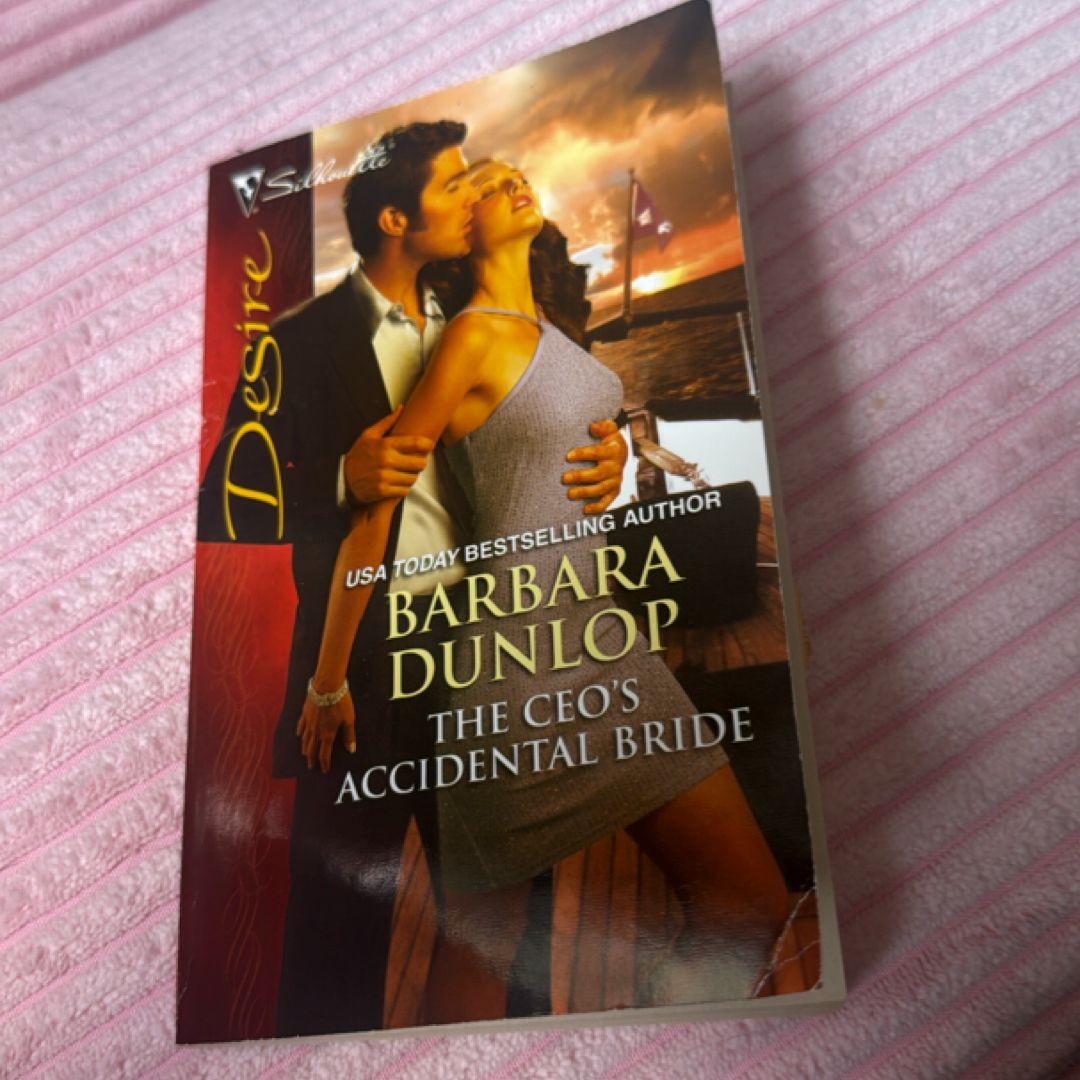 Silhouette®
Desire
USA TODAY BESTSELLING AUTHOR
BARBARA
DUNLOP
THE CEO'S
ACCIDENTAL BRIDE